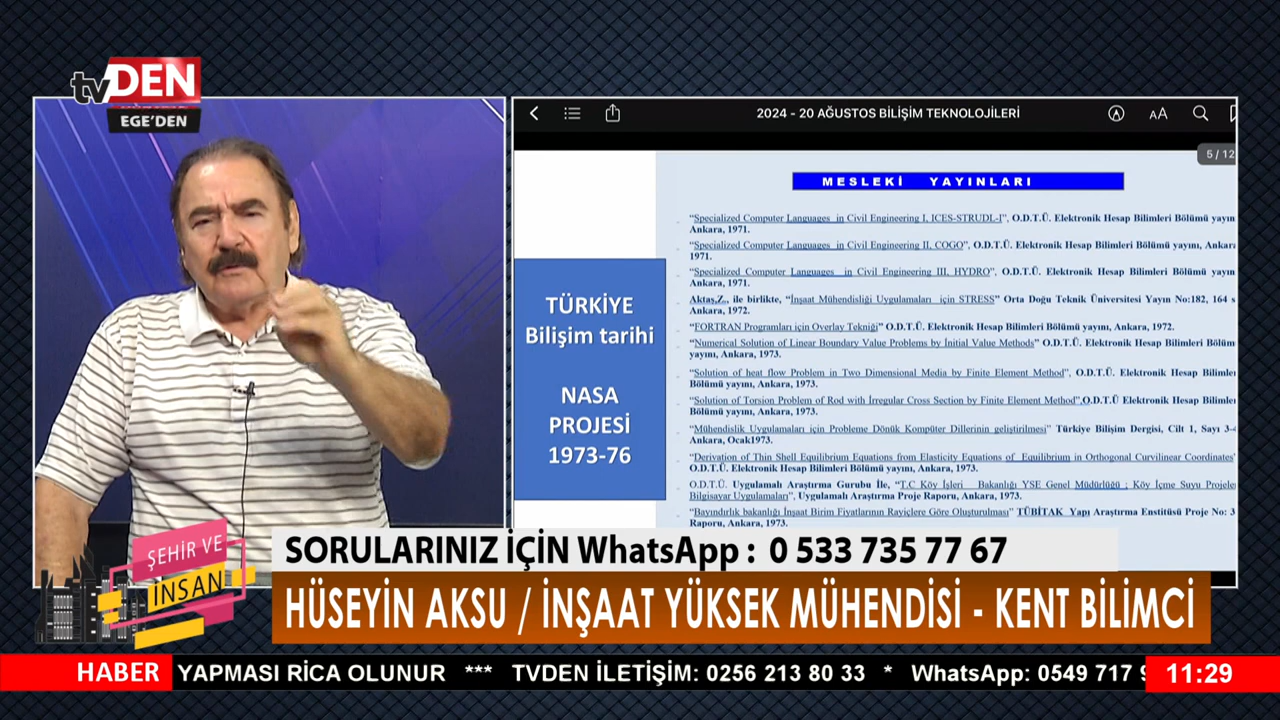 tvDEN
EGE'DEN
2024 - 20 AĞUSTOS BİLİŞİM TEKNOLOJİLERİ
AA
5 / 12
MESLEKİ YAYINLARI
"Specialized Computer Languages in Civil Engineering I, ICES-STRUDL-I", O.D.T.Ü. Elektronik Hesap Bilimleri Bölümü yayın
Ankara, 1971.
"Specialized Computer Languages in Civil Engineering II, COGO", O.D.T.Ü. Elektronik Hesap Bilimleri Bölümü yayını, Ankara
1971.
"Specialized Computer Languages in Civil Engineering III, HYDRO", O.D.T.Ü. Elektronik Hesap Bilimleri Bölümü yayın
Ankara, 1971.
Aktaş,Z., ile birlikte, "İnşaat Mühendisliği Uygulamaları için STRESS" Orta Doğu Teknik Üniversitesi Yayın No:182, 164 s
Ankara, 1972.
"FORTRAN Programları için Overlay Tekniği" O.D.T.Ü. Elektronik Hesap Bilimleri Bölümü yayını, Ankara, 1972.
"Numerical Solution of Linear Boundary Value Problems by İnitial Value Methods" O.D.T.Ü. Elektronik Hesap Bilimleri Bölüm
yayını, Ankara, 1973.
"Solution of heat flow Problem in Two Dimensional Media by Finite Element Method", O.D.T.Ü. Elektronik Hesap Bilimler
Bölümü yayını, Ankara, 1973.
"Solution of Torsion Problem of Rod with İrregular Cross Section by Finite Element Method",O.D.T.Ü Elektronik Hesap Bilimler
Bölümü yayını, Ankara, 1973.
"Mühendislik Uygulamaları için Probleme Dönük Kompüter Dillerinin geliştirilmesi" Türkiye Bilişim Dergisi, Cilt 1, Sayı 3-4
Ankara, Ocak1973.
"Derivation of Thin Shell Equilibrium Equations from Elasticity Equations of Equilibrium in Orthogonal Curvilinear Coordinates"
O.D.T.Ü. Elektronik Hesap Bilimleri Bölümü yayını, Ankara, 1973.
O.D.T.Ü. Uygulamalı Araştırma Gurubu İle, "T.C Köy İşleri Bakanlığı YSE Genel Müdürlüğü ; Köy İçme Suyu Projeler
Bilgisayar Uygulamaları", Uygulamalı Araştırma Proje Raporu, Ankara, 1973.
"Bayındırlık bakanlığı İnşaat Birim Fiyatlarının Rayiçlere Göre Oluşturulması" TÜBİTAK Yapı Araştırma Enstitüsü Proje No: 3
Raporu, Ankara, 1973.
TÜRKİYE
Bilişim tarihi
NASA
PROJESİ
1973-76
ŞEHİR VE
İNSAN
SORULARINIZ İÇİN WhatsApp : 0 533 735 77 67
HÜSEYİN AKSU / İNŞAAT YÜKSEK MÜHENDİSİ - KENT BİLİMCİ
HABER YAPMASI RİCA OLUNUR *** TVDEN İLETİŞİM: 0256 213 80 33 * WhatsApp: 0549 717 9 11:29